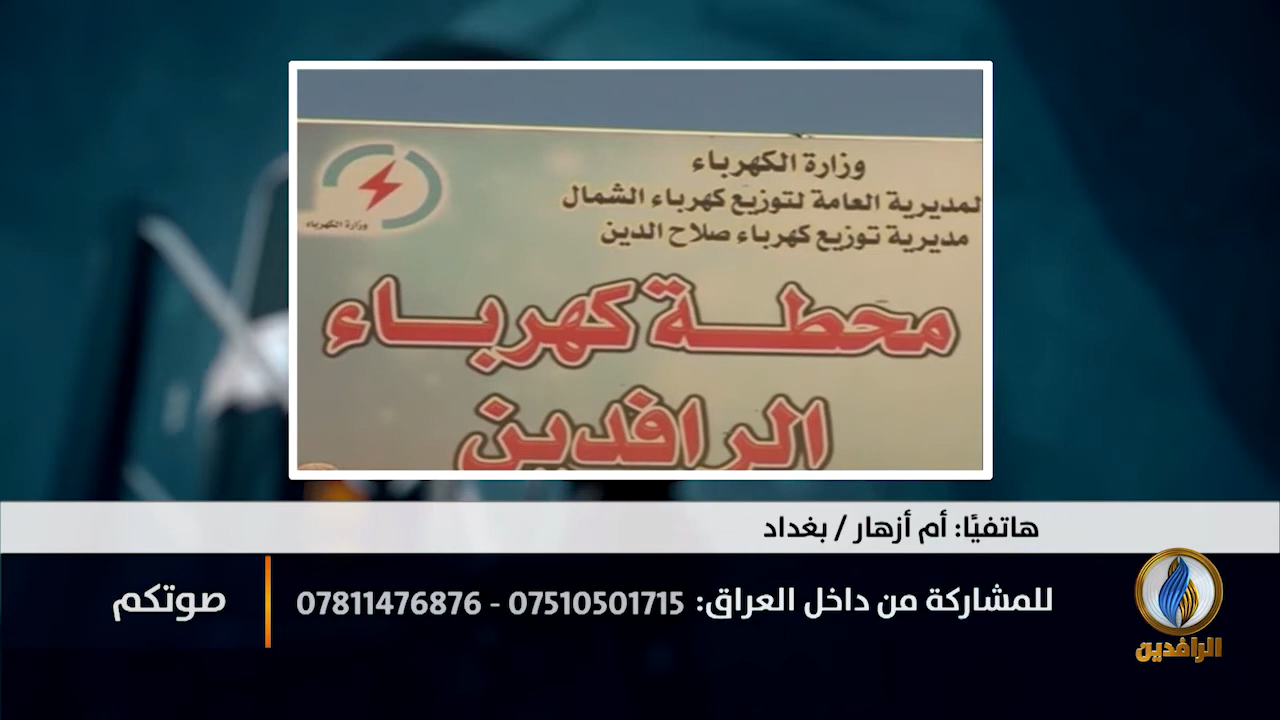 وزارة الكهرباء
لمديرية العامة لتوزيع كهرباء الشمال
مديرية توزيع كهرباء صلاح الدين
وزارة الكهرباء
محطة كهرباء
الرافدين
هاتفيًا: أم أزهار / بغداد
للمشاركة من داخل العراق: 07510501715 - 07811476876
صوتكم
الرافدين